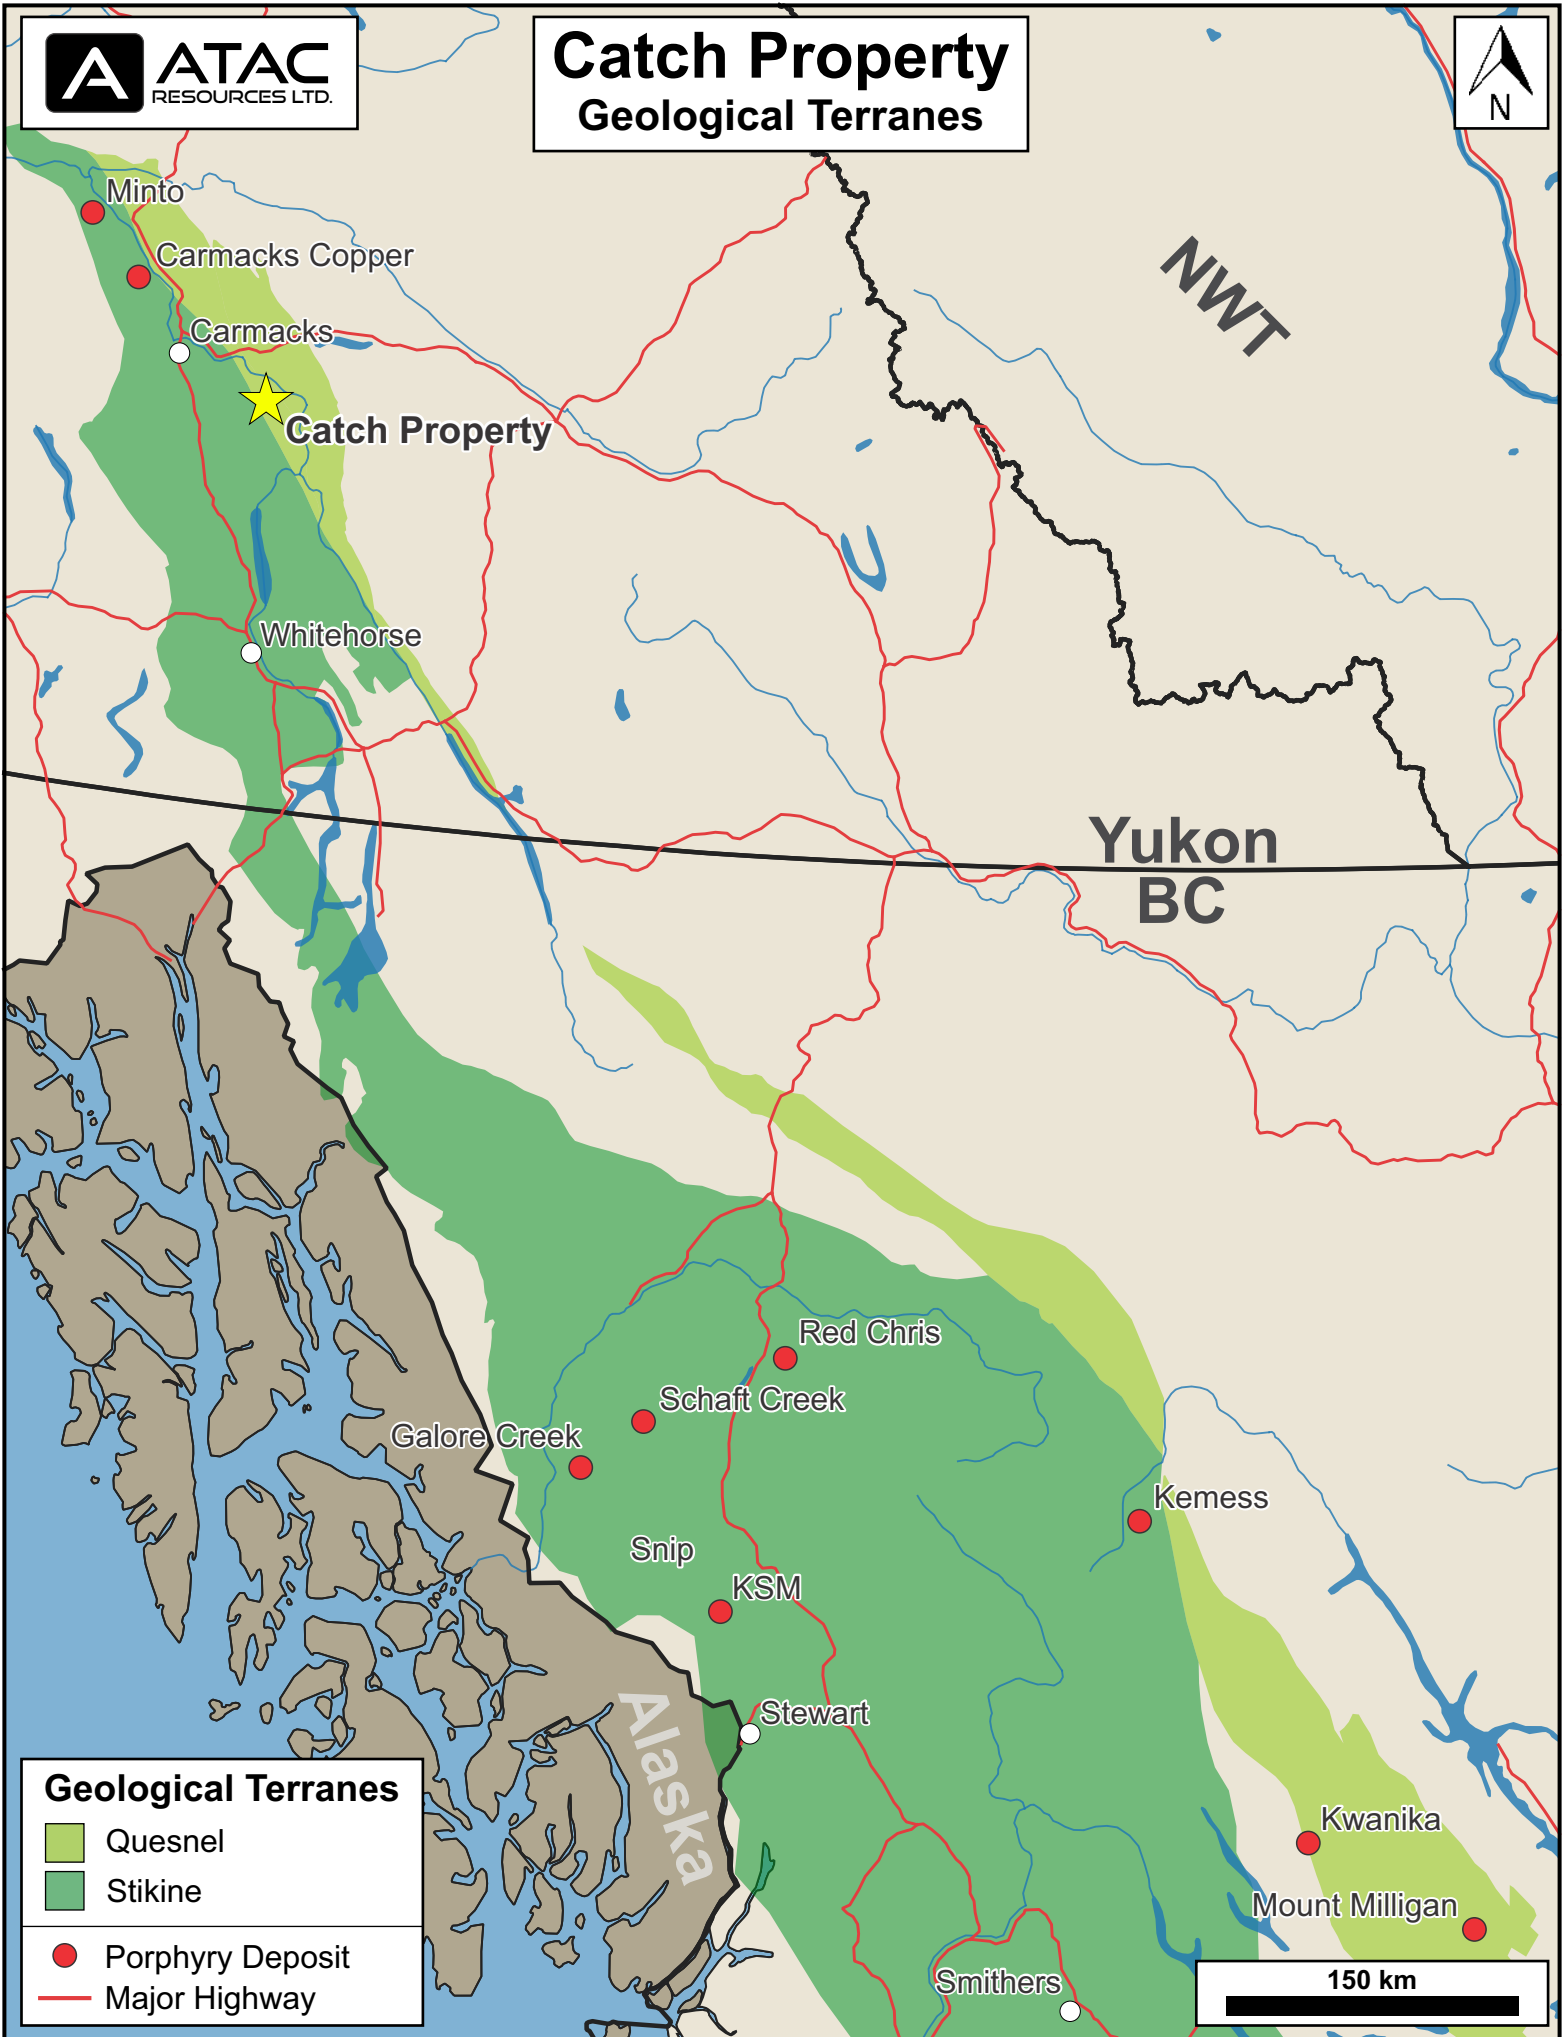 ATAC
RESOURCES LTD.
Catch Property
Geological Terranes
N
Minto
Carmacks Copper
Carmacks
Catch Property
NWT
Whitehorse
Yukon
BC
Red Chris
Schaft Creek
Galore Creek
Kemess
Snip
KSM
Stewart
Alaska
Kwanika
Mount Milligan
Smithers
Geological Terranes
Quesnel
Stikine
Porphyry Deposit
Major Highway
150 km